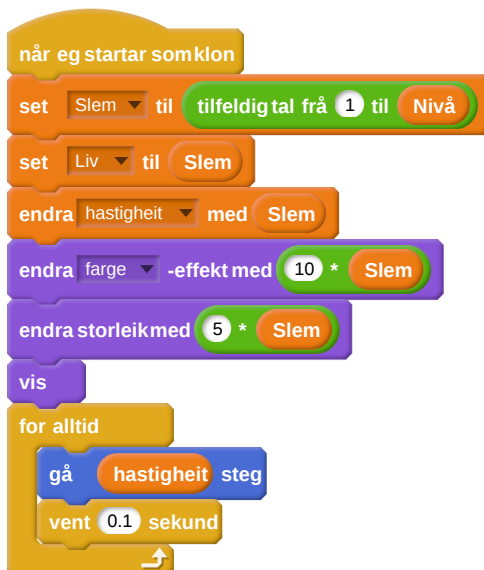 når eg startar som klon
set Slem til tilfeldig tal frå 1 til Nivå
set Liv til Slem
endra hastigheit med Slem
endra farge -effekt med 10 * Slem
endra storleik med 5 * Slem
vis
for alltid
gå hastigheit steg
vent 0.1 sekund